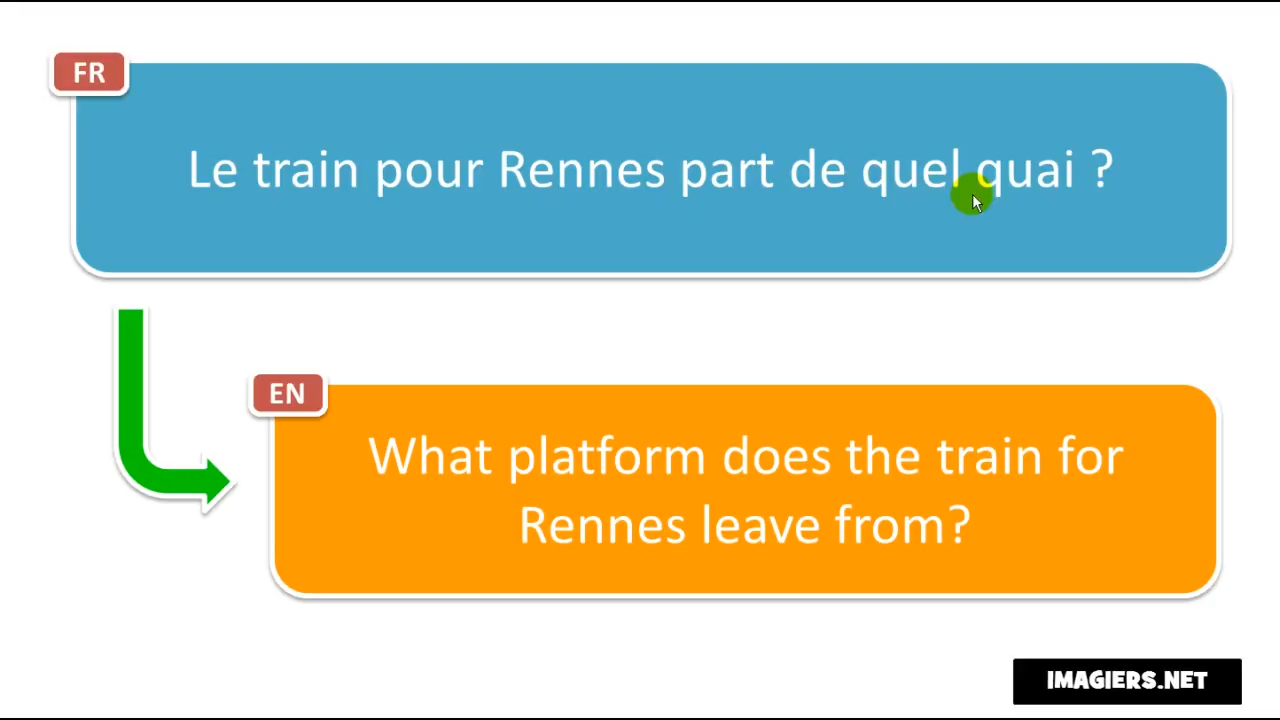 FR
Le train pour Rennes part de quel quai ?
EN
What platform does the train for
Rennes leave from?
IMAGIERS.NET